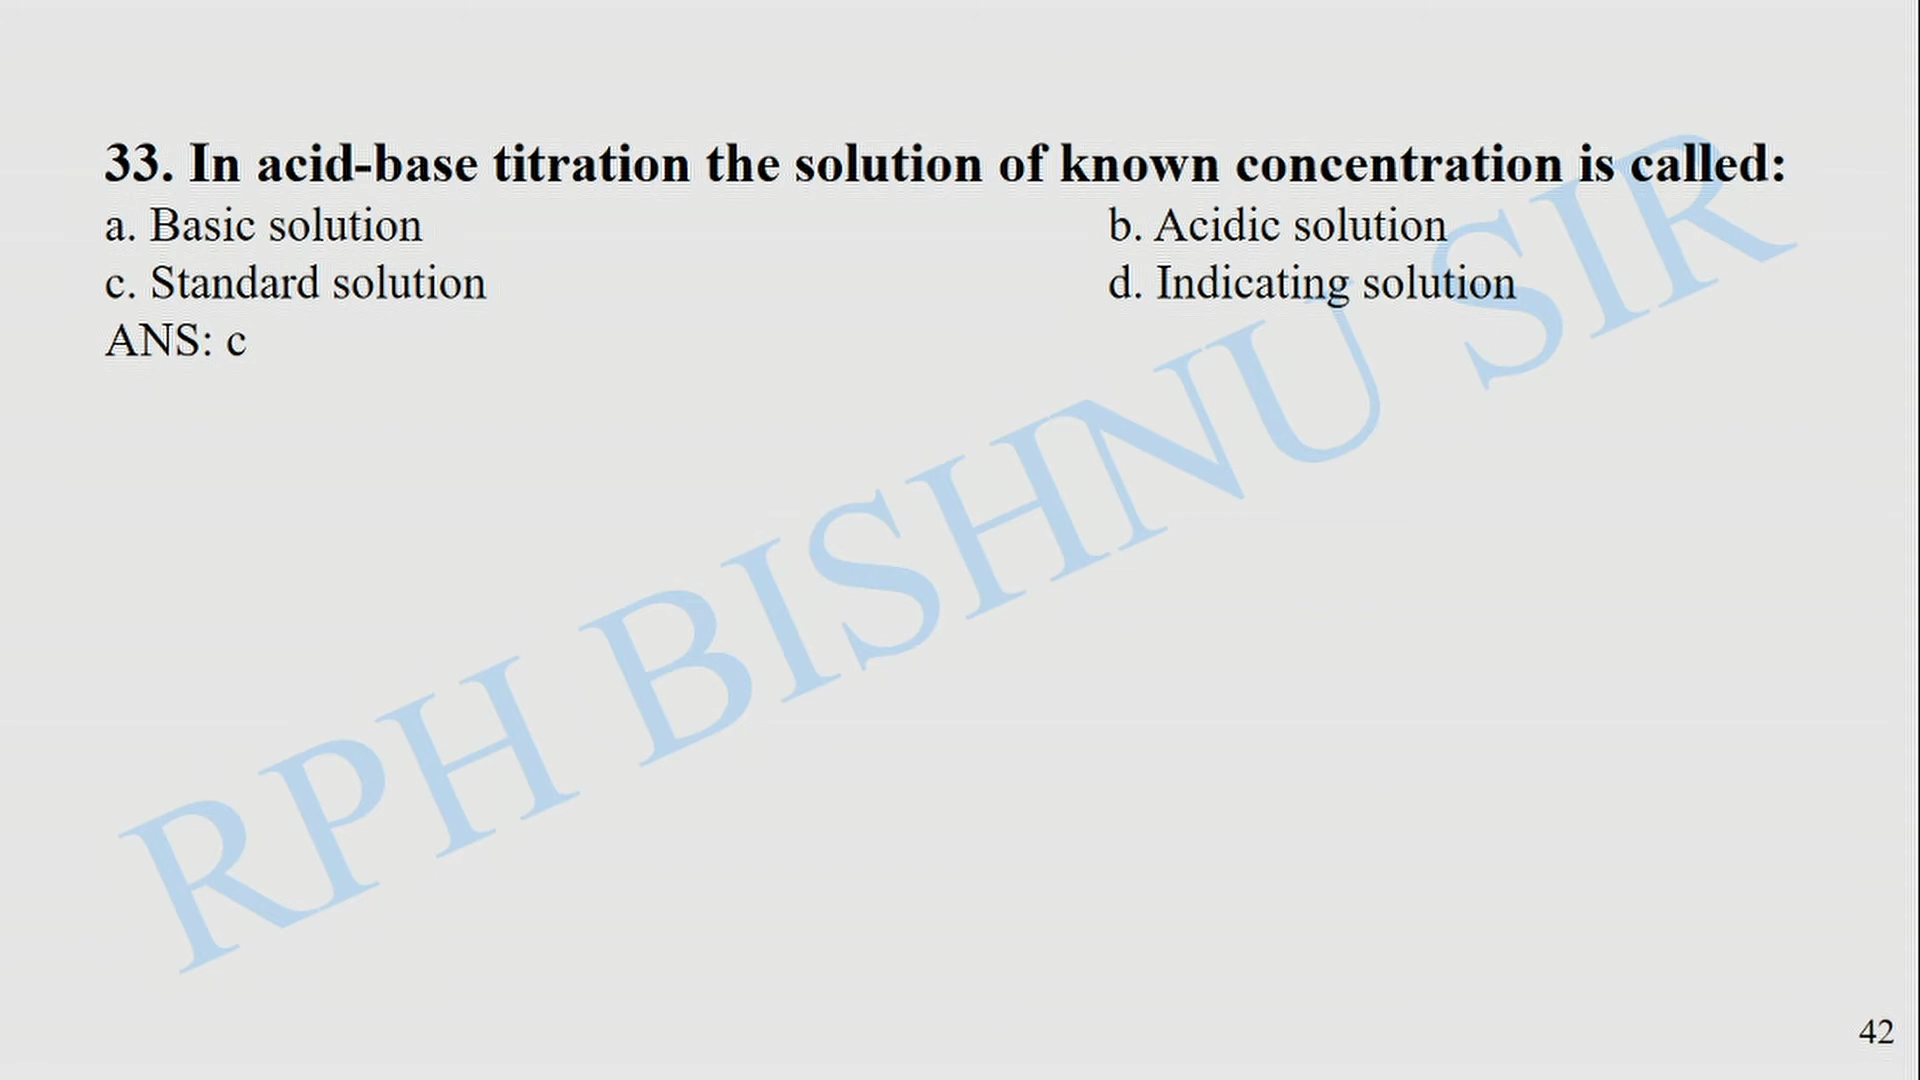 33. In acid-base titration the solution of known concentration is called:
a. Basic solution b. Acidic solution
c. Standard solution d. Indicating solution
ANS: c
RPH BISHNU SIR
42